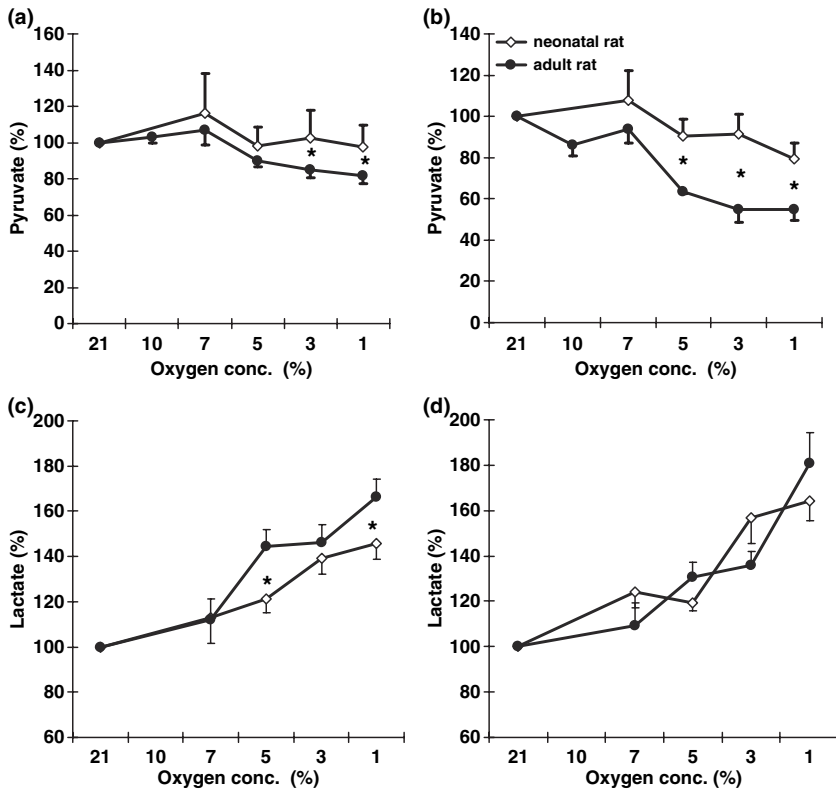 (a)
160
140
120
100
80
60
40
20
0
Pyruvate (%)
*
*
21 10 7 5 3 1
Oxygen conc. (%)
(b)
140
120
100
80
60
40
20
0
Pyruvate (%)
neonatal rat
adult rat
*
*
*
21 10 7 5 3 1
Oxygen conc. (%)
(c)
200
180
160
140
120
100
80
60
Lactate (%)
*
*
21 10 7 5 3 1
Oxygen conc. (%)
(d)
200
180
160
140
120
100
80
60
Lactate (%)
21 10 7 5 3 1
Oxygen conc. (%)